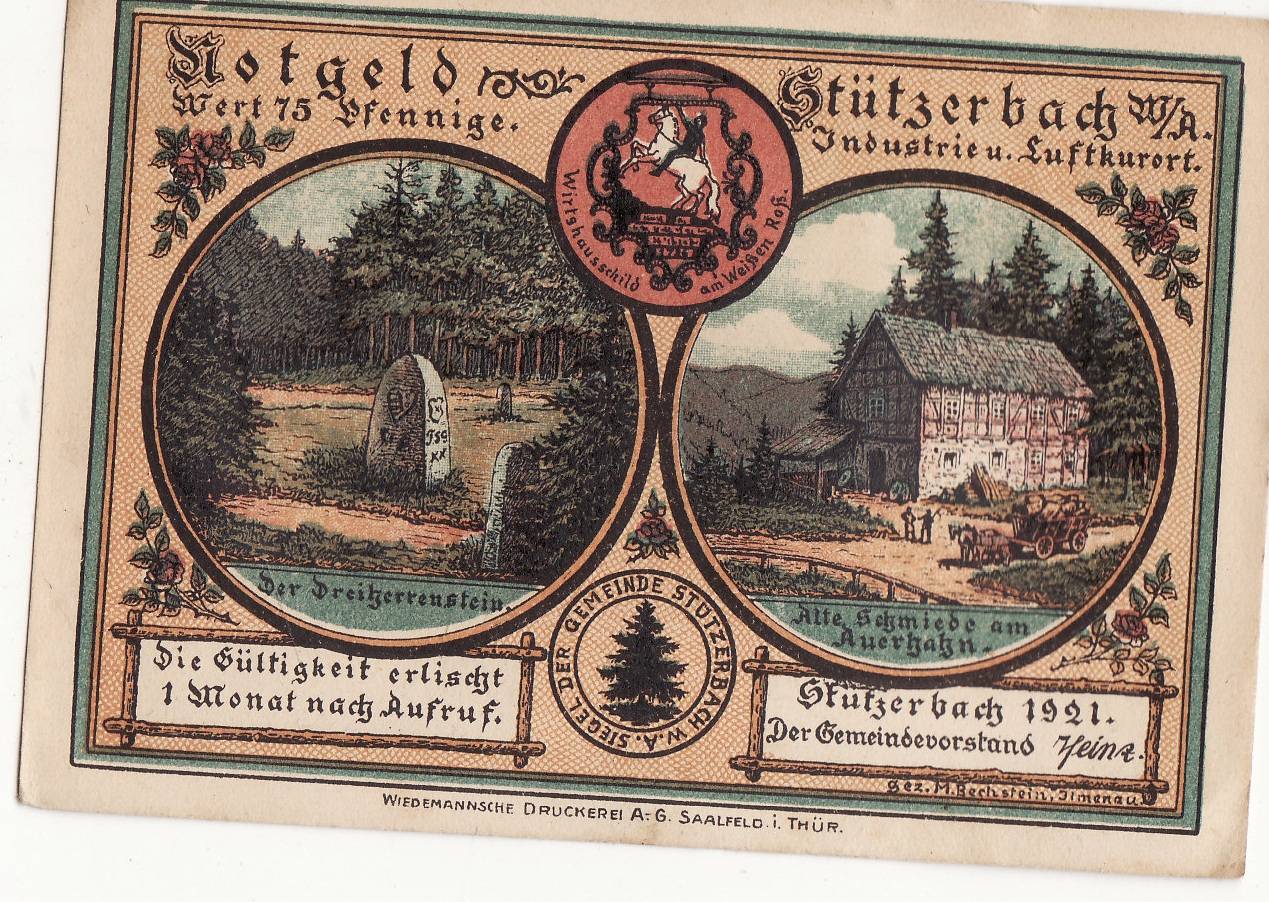 Notgeld
Wert 75 Pfennige.
Stützerbach W/A.
Industrie u. Luftkurort.
Wirtshausschild am Weißen Roß.
Der Dreiherrenstein.
Alte Schmiede am
Auerhahn.
Die Gültigkeit erlischt
1 Monat nach Aufruf.
SIEGEL DER GEMEINDE STÜTZERBACH W.A.
Stützerbach 1921.
Der Gemeindevorstand Heinz.
gez. M. Bechstein, Ilmenau.
WIEDEMANNSCHE DRUCKEREI A.-G. SAALFELD. i. THÜR.